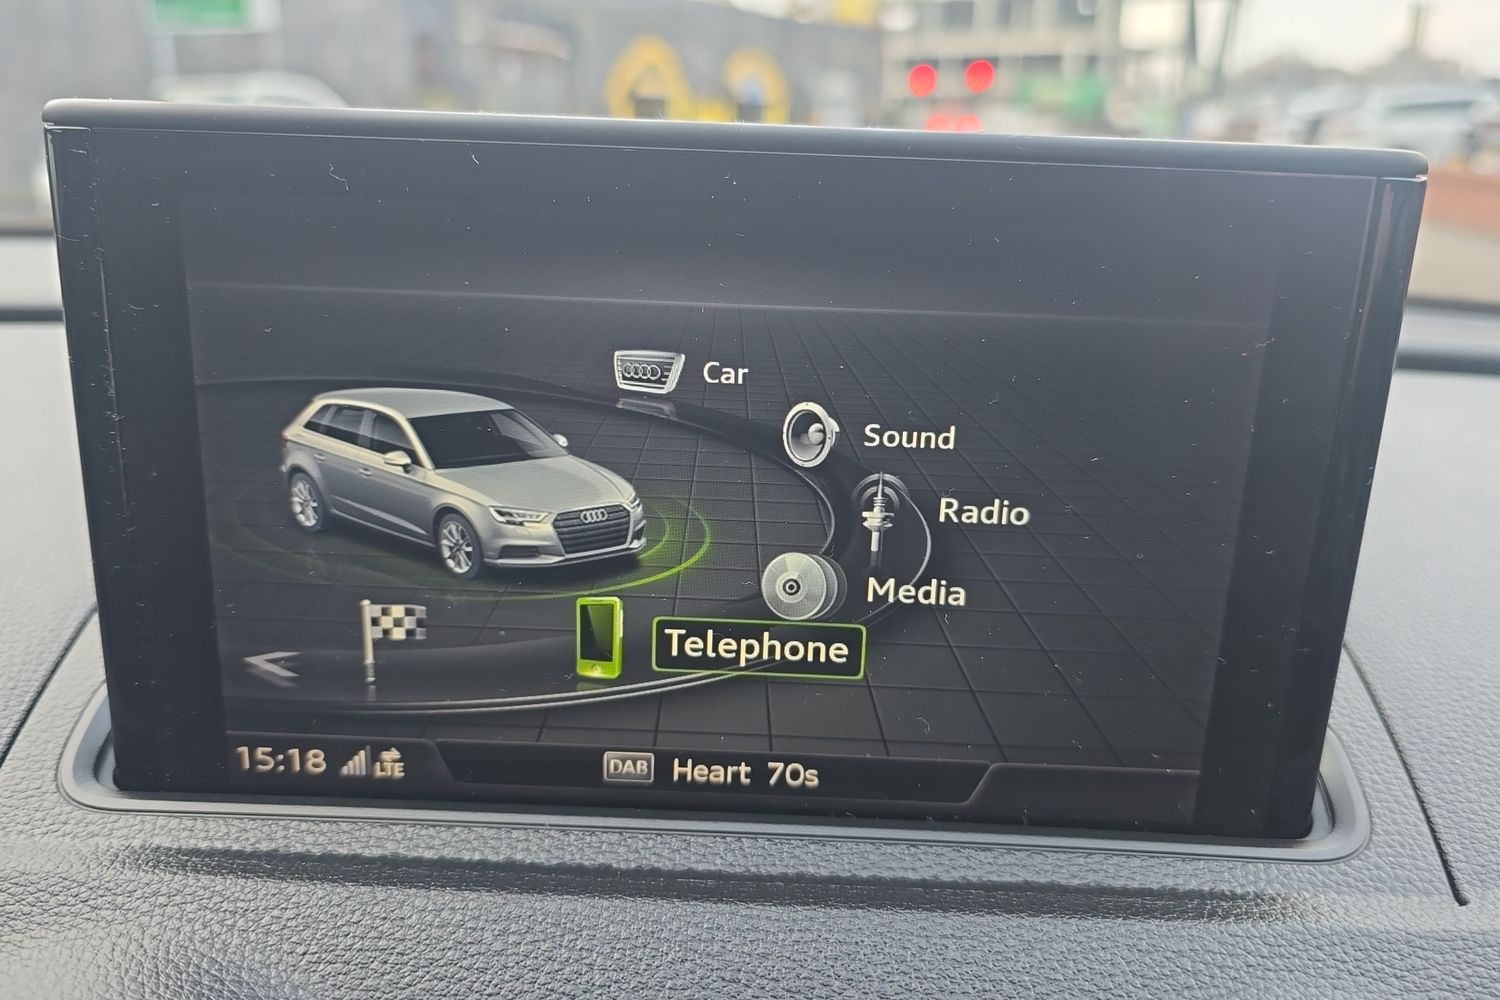 Car
Sound
Radio
Media
Telephone
15:18 LTE
DAB Heart 70s